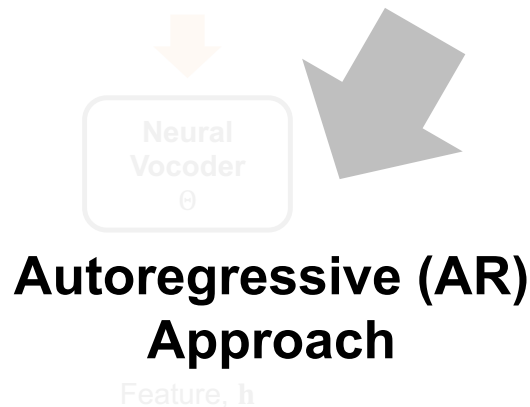 Neural
Vocoder
Θ
Autoregressive (AR)
Approach
Feature, h